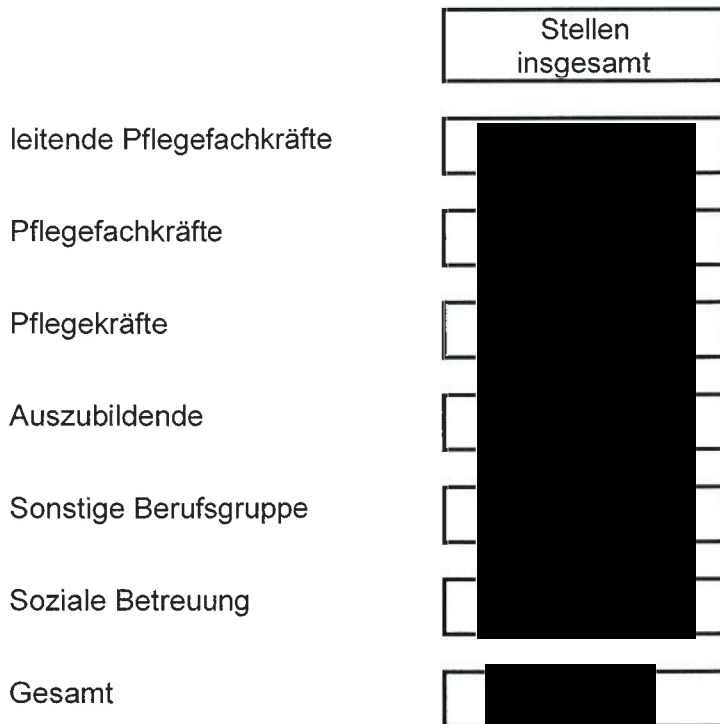 Stellen
insgesamt
leitende Pflegefachkräfte
Pflegefachkräfte
Pflegekräfte
Auszubildende
Sonstige Berufsgruppe
Soziale Betreuung
Gesamt